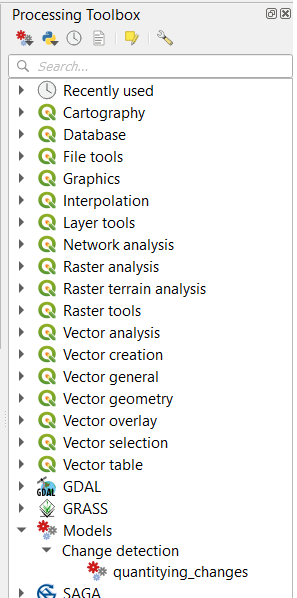 Processing Toolbox
Search...
Recently used
Cartography
Database
File tools
Graphics
Interpolation
Layer tools
Network analysis
Raster analysis
Raster terrain analysis
Raster tools
Vector analysis
Vector creation
Vector general
Vector geometry
Vector overlay
Vector selection
Vector table
GDAL
GDAL
GRASS
Models
Change detection
quantitying_changes
SAGA